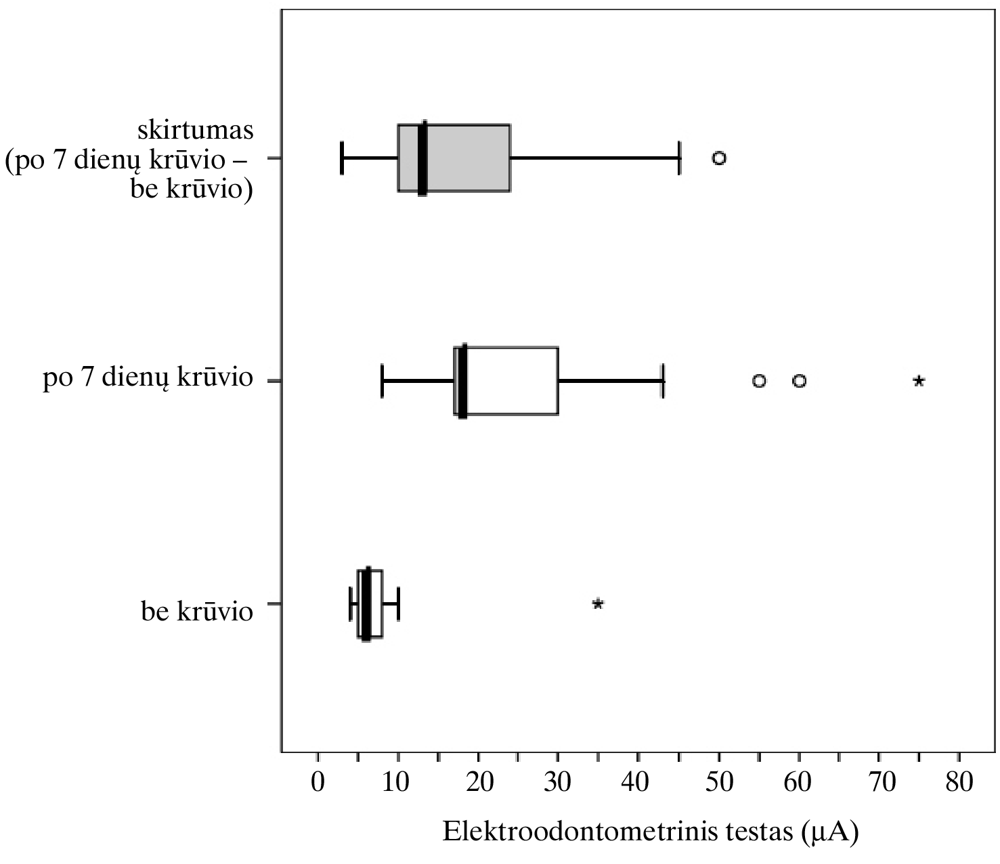 skirtumas
(po 7 dienų krūvio –
be krūvio)
po 7 dienų krūvio
be krūvio
0 10 20 30 40 50 60 70 80
Elektroodontometrinis testas (μA)